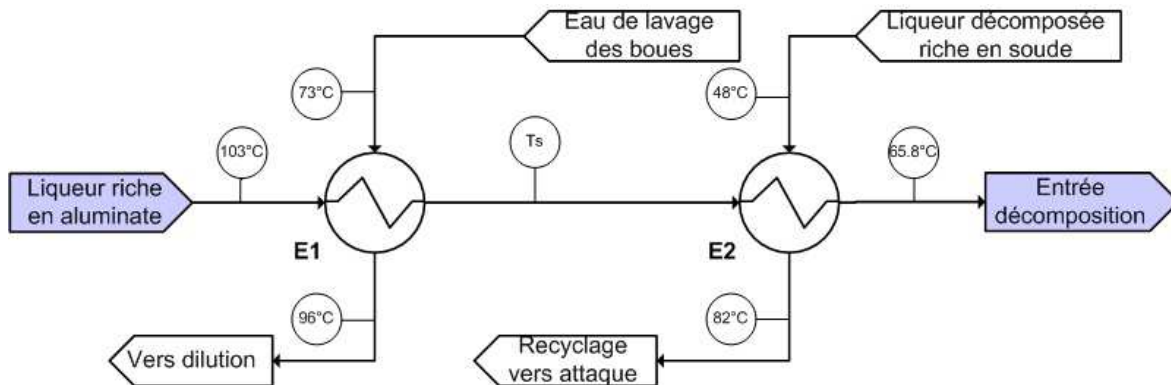 Eau de lavage
des boues
Liqueur décomposée
riche en soude
73°C
48°C
103°C
Ts
65.8°C
Liqueur riche
en aluminate
Entrée
décomposition
E1
E2
96°C
82°C
Vers dilution
Recyclage
vers attaque